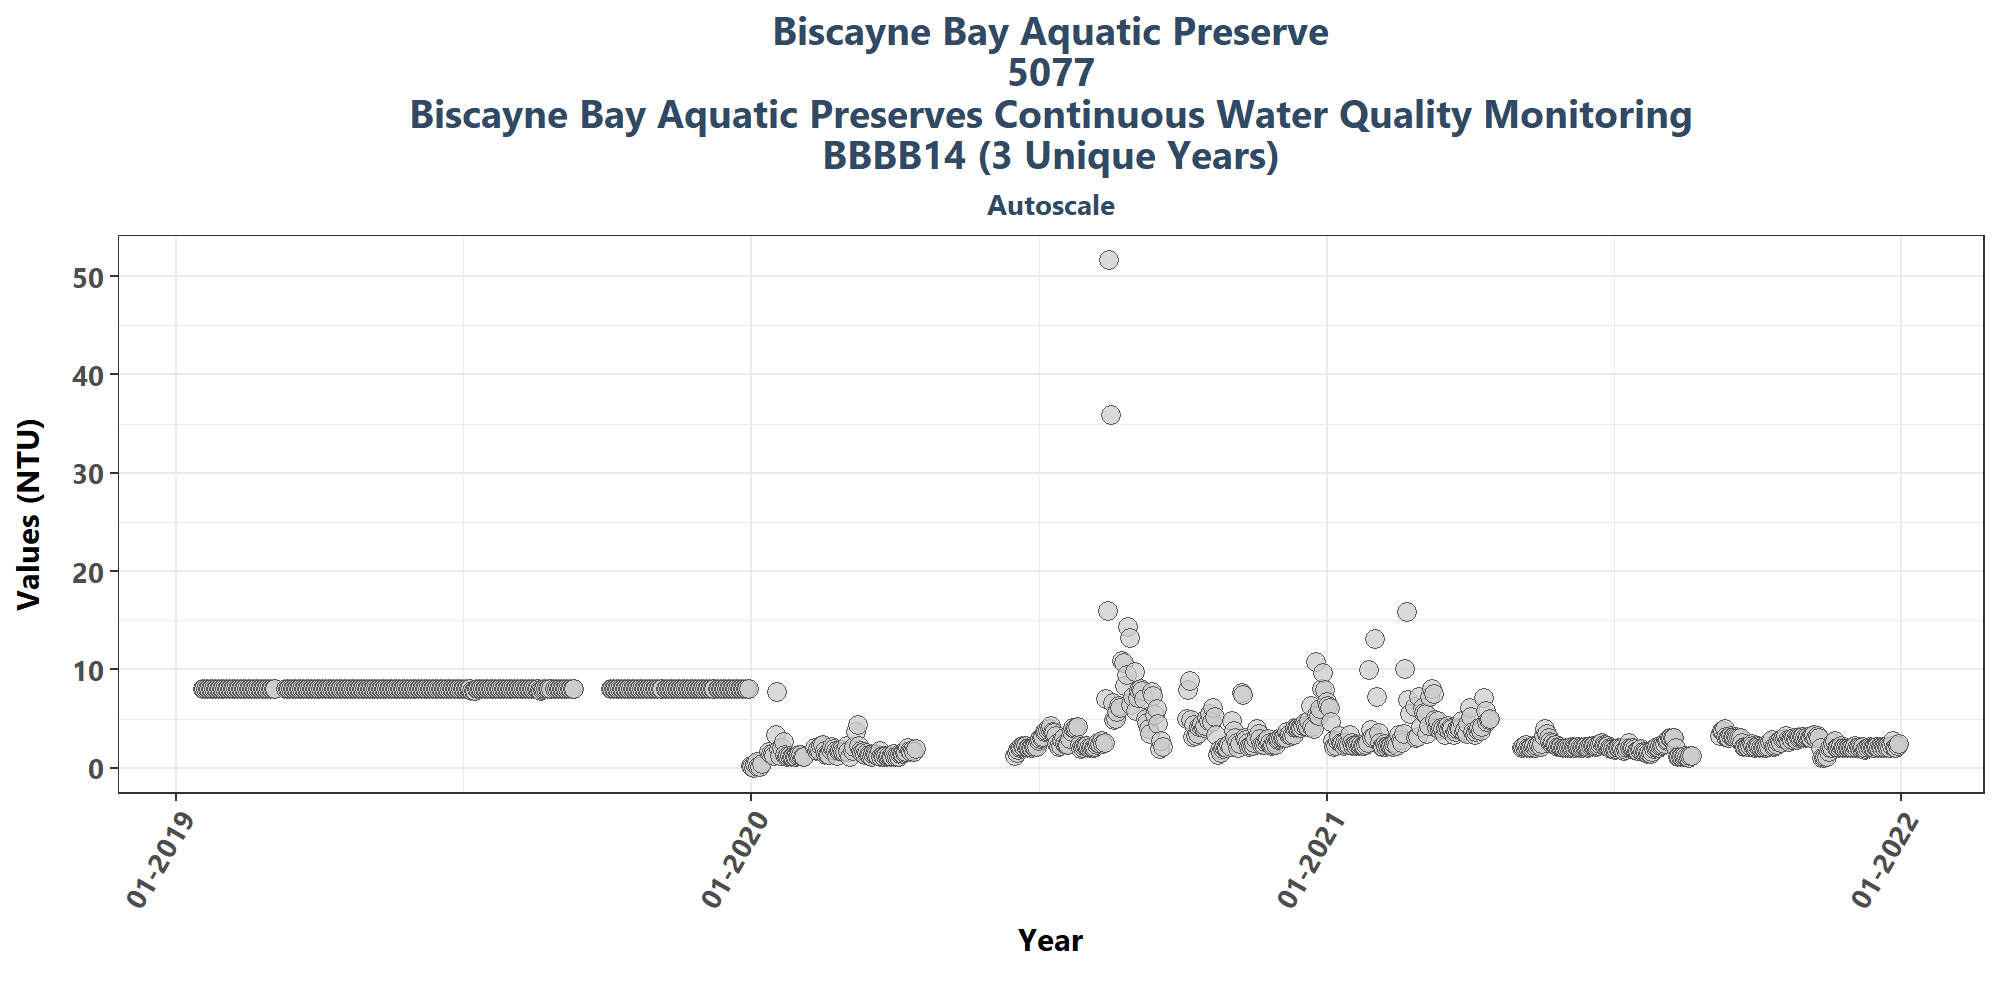 Biscayne Bay Aquatic Preserve
5077
Biscayne Bay Aquatic Preserves Continuous Water Quality Monitoring
BBBB14 (3 Unique Years)
Autoscale
Values (NTU)
50
40
30
20
10
0
01-2019
01-2020
01-2021
01-2022
Year